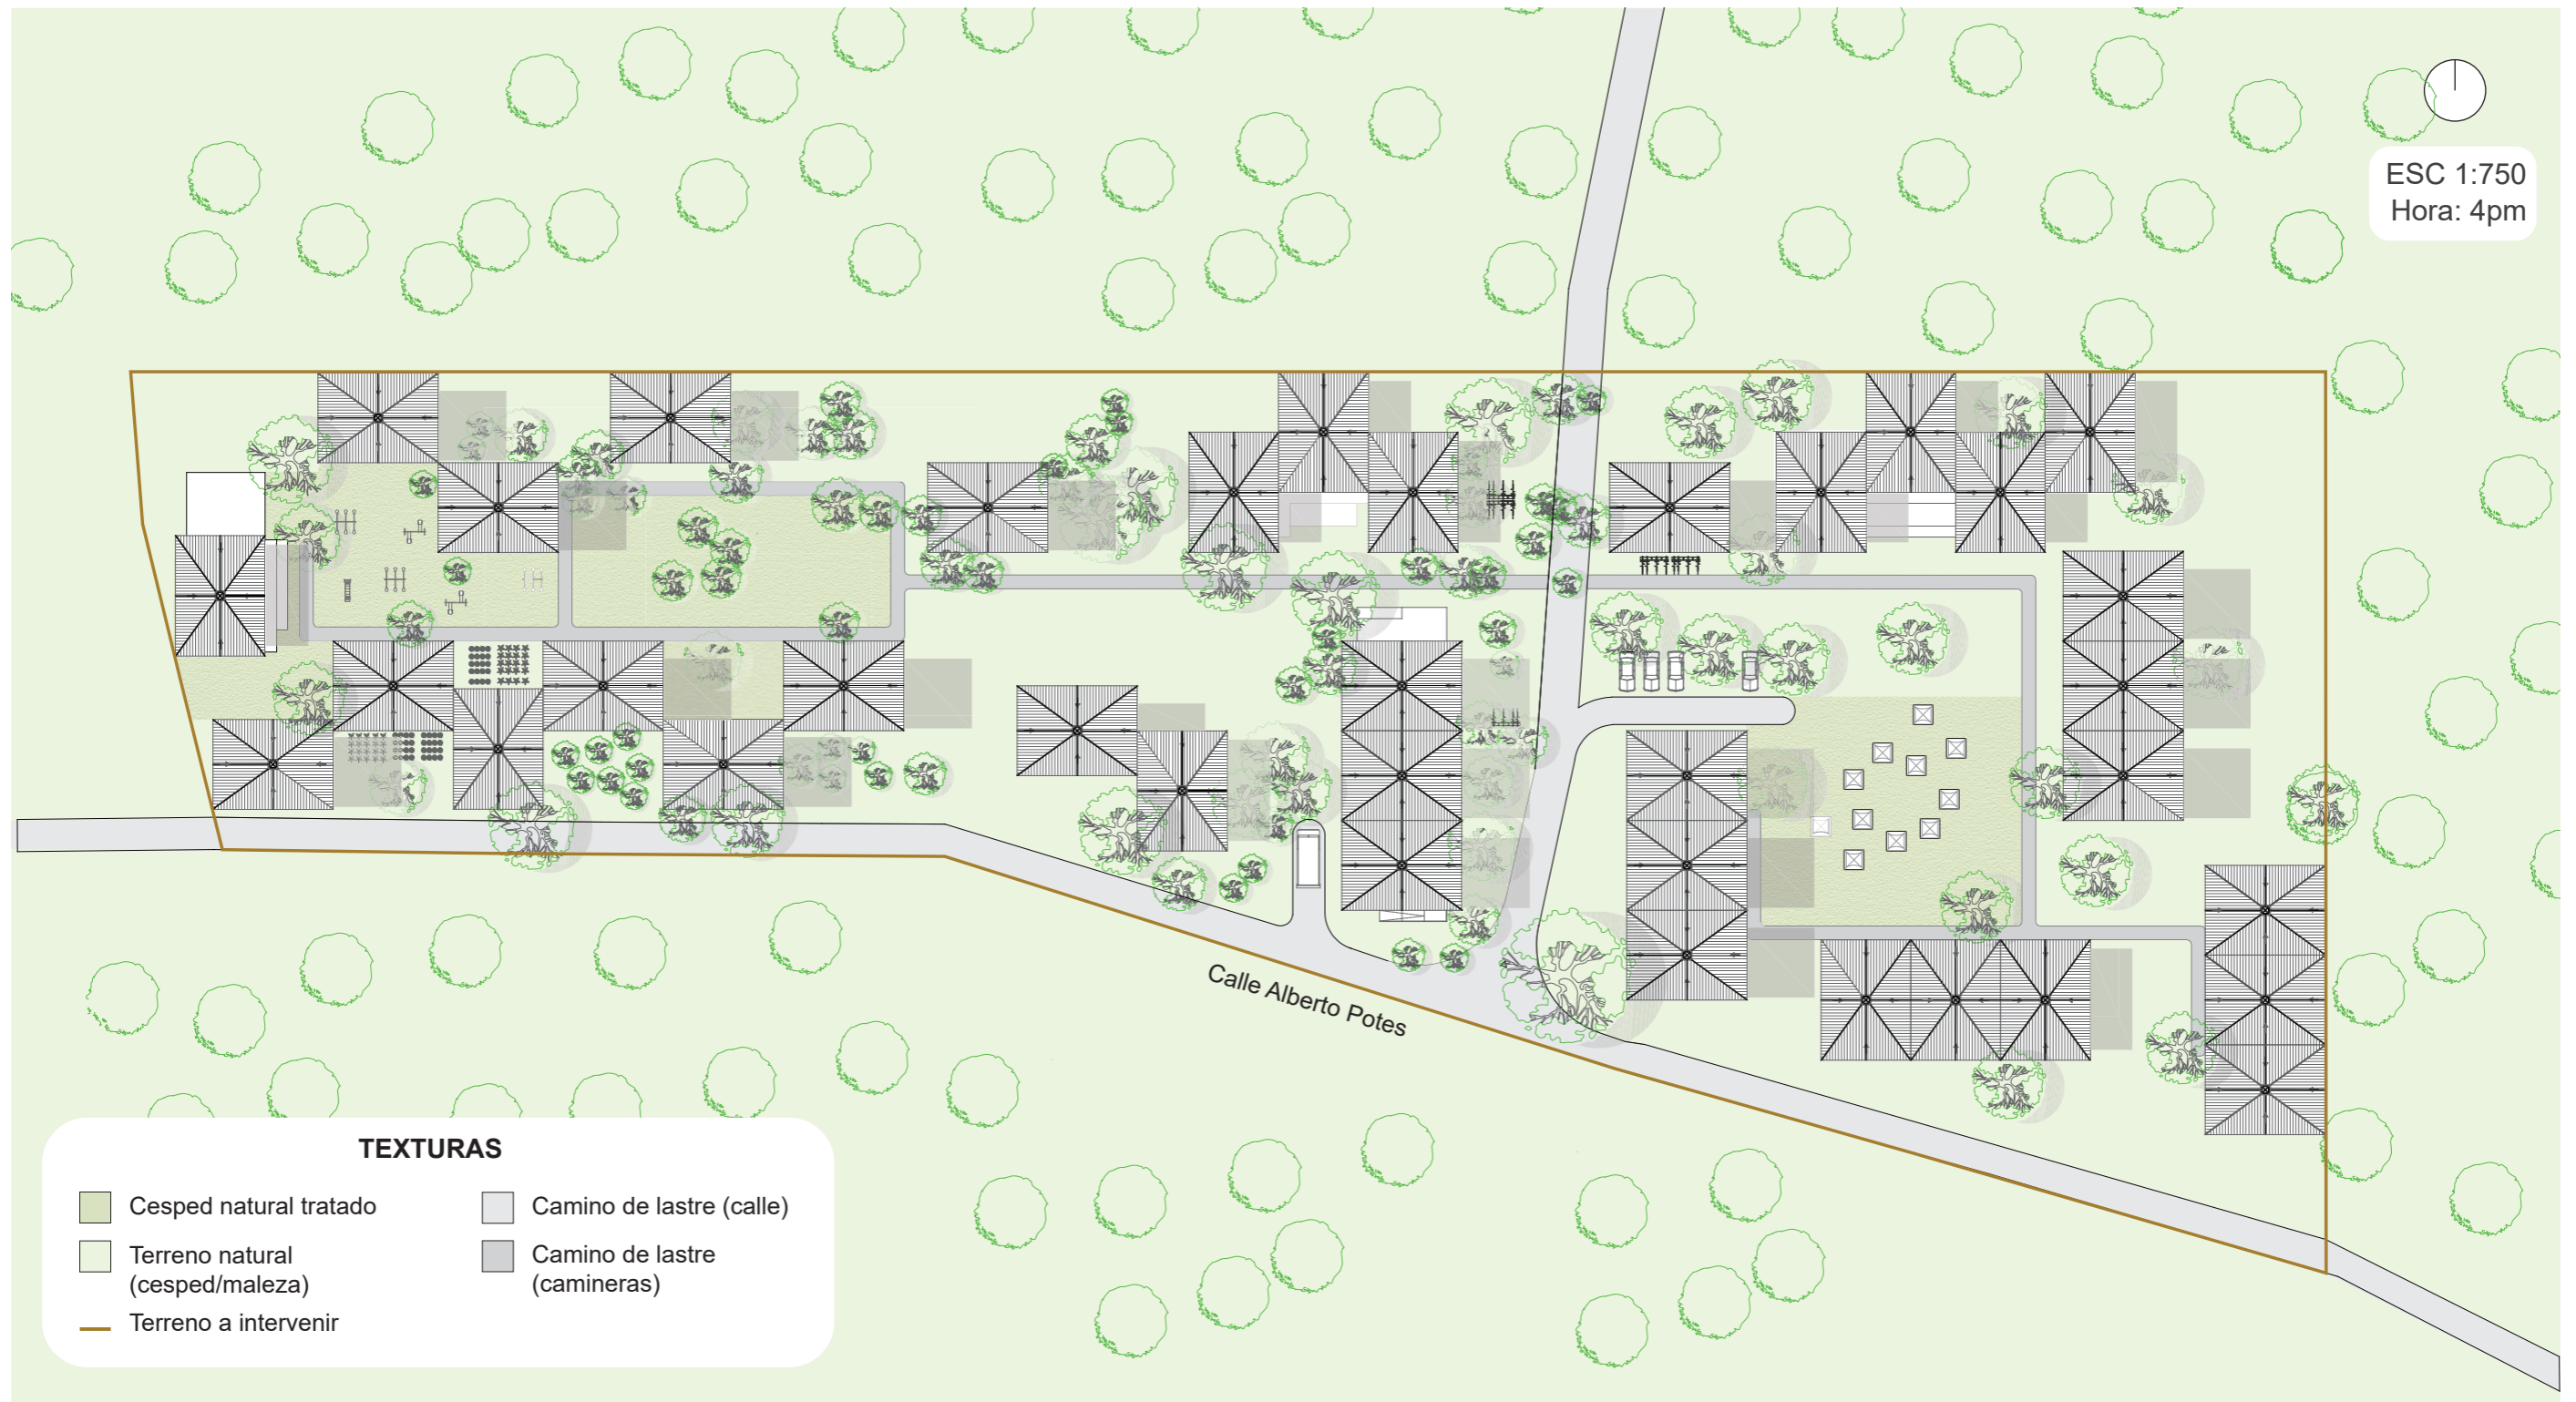 ESC 1:750
Hora: 4pm
Calle Alberto Potes
TEXTURAS
Cesped natural tratado
Terreno natural
(cesped/maleza)
Terreno a intervenir
Camino de lastre (calle)
Camino de lastre
(camineras)